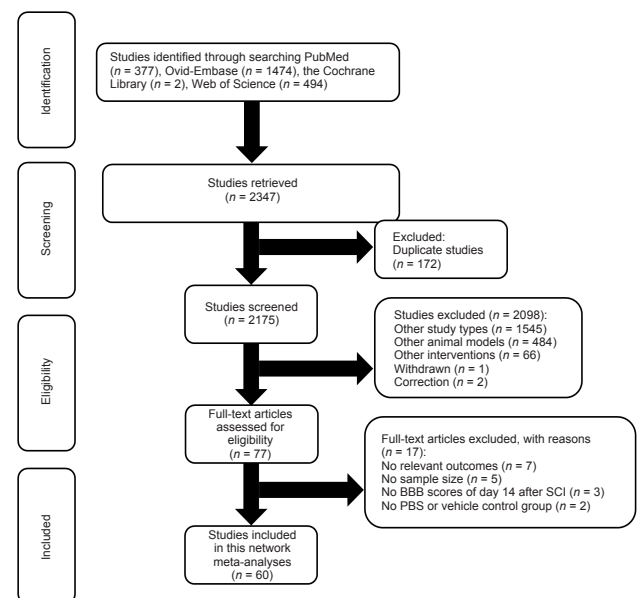 Identification
Studies identified through searching PubMed
(n = 377), Ovid-Embase (n = 1474), the Cochrane
Library (n = 2), Web of Science (n = 494)
Screening
Studies retrieved
(n = 2347)
Excluded:
Duplicate studies
(n = 172)
Studies screened
(n = 2175)
Eligibility
Studies excluded (n = 2098):
Other study types (n = 1545)
Other animal models (n = 484)
Other interventions (n = 66)
Withdrawn (n = 1)
Correction (n = 2)
Full-text articles
assessed for
eligibility
(n = 77)
Full-text articles excluded, with reasons
(n = 17):
No relevant outcomes (n = 7)
No sample size (n = 5)
No BBB scores of day 14 after SCI (n = 3)
No PBS or vehicle control group (n = 2)
Included
Studies included
in this network
meta-analyses
(n = 60)